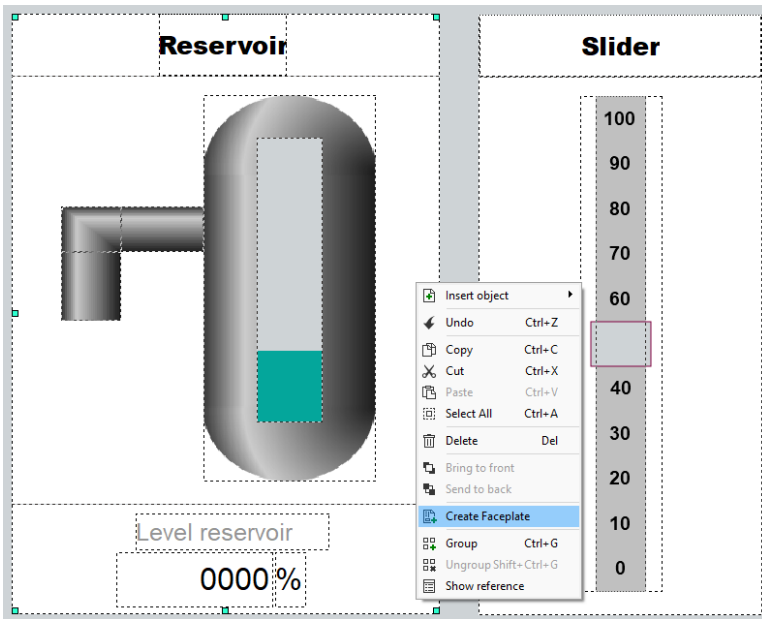 Reservoir
Slider
100
90
80
70
60
40
30
20
10
0
Insert object
Undo Ctrl+Z
Copy Ctrl+C
Cut Ctrl+X
Paste Ctrl+V
Select All Ctrl+A
Delete Del
Bring to front
Send to back
Create Faceplate
Group Ctrl+G
Ungroup Shift+Ctrl+G
Show reference
Level reservoir
0000 %